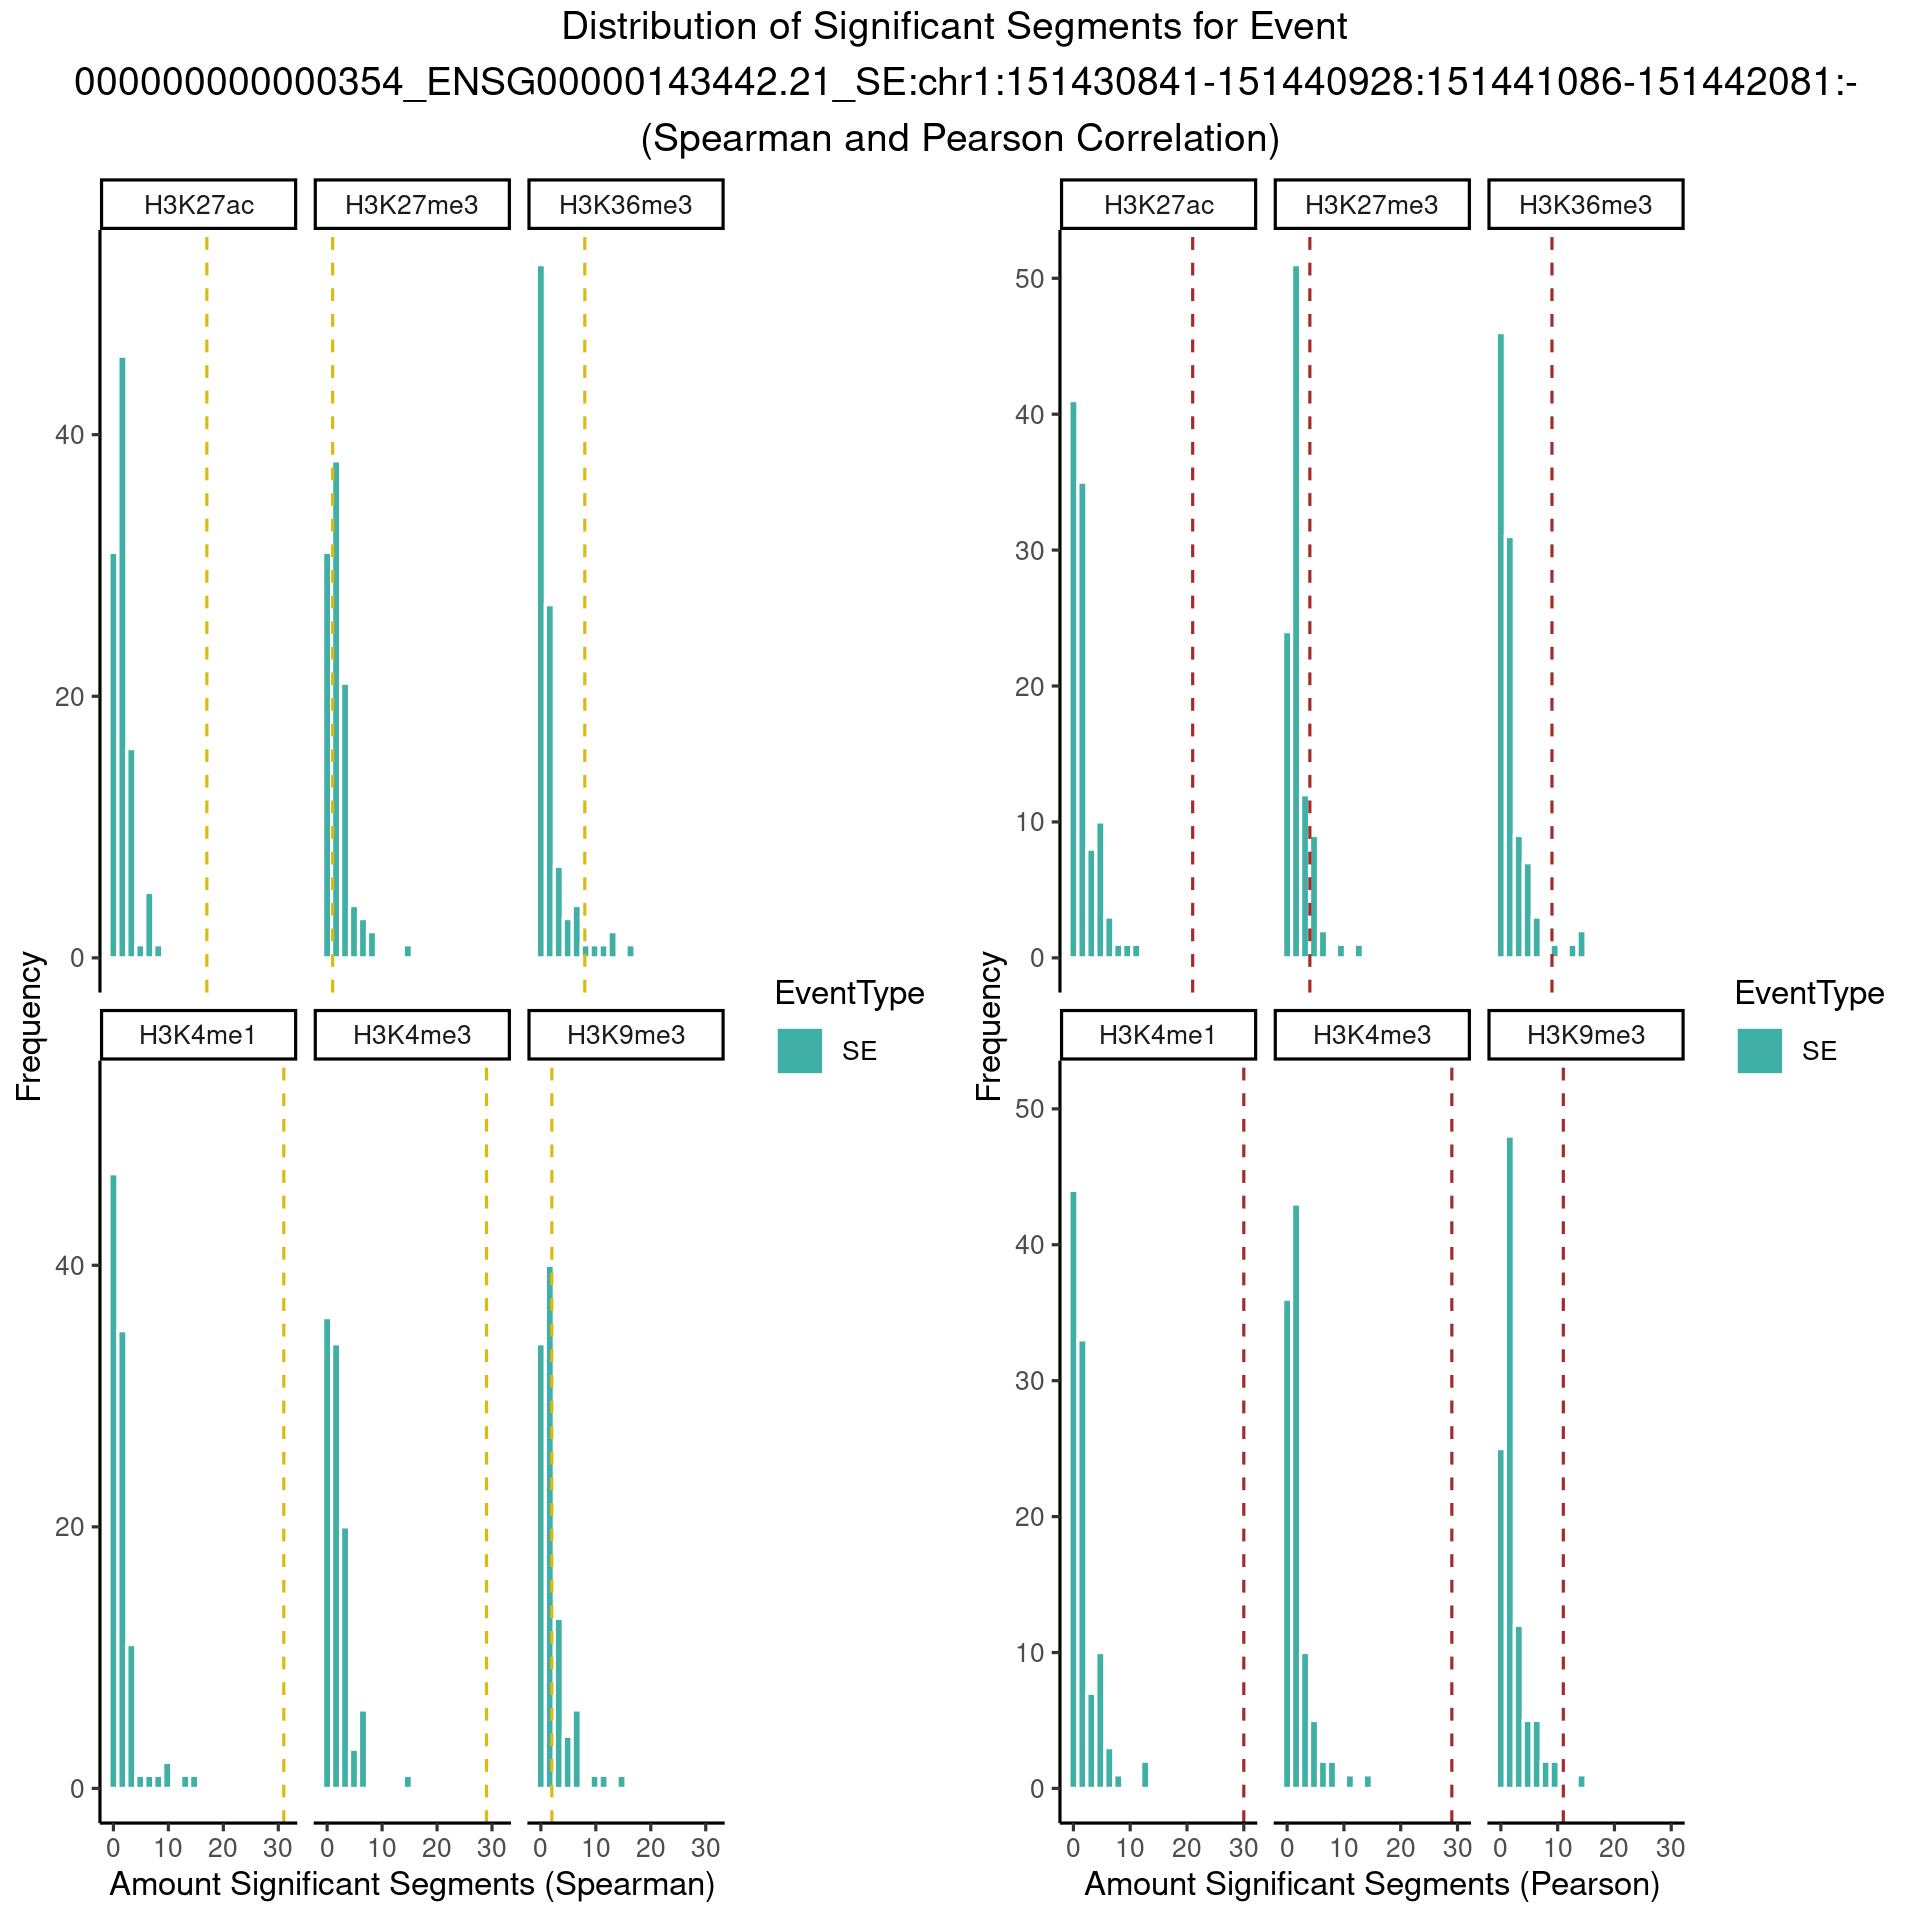 Distribution of Significant Segments for Event
000000000000354_ENSG00000143442.21_SE:chr1:151430841-151440928:151441086-151442081:-
(Spearman and Pearson Correlation)
H3K27ac H3K27me3 H3K36me3
40
20
0
H3K4me1 H3K4me3 H3K9me3
40
20
0
0 10 20 30 0 10 20 30 0 10 20 30
Amount Significant Segments (Spearman)
Frequency
EventType
SE
H3K27ac H3K27me3 H3K36me3
50
40
30
20
10
0
H3K4me1 H3K4me3 H3K9me3
50
40
30
20
10
0
0 10 20 30 0 10 20 30 0 10 20 30
Amount Significant Segments (Pearson)
Frequency
EventType
SE